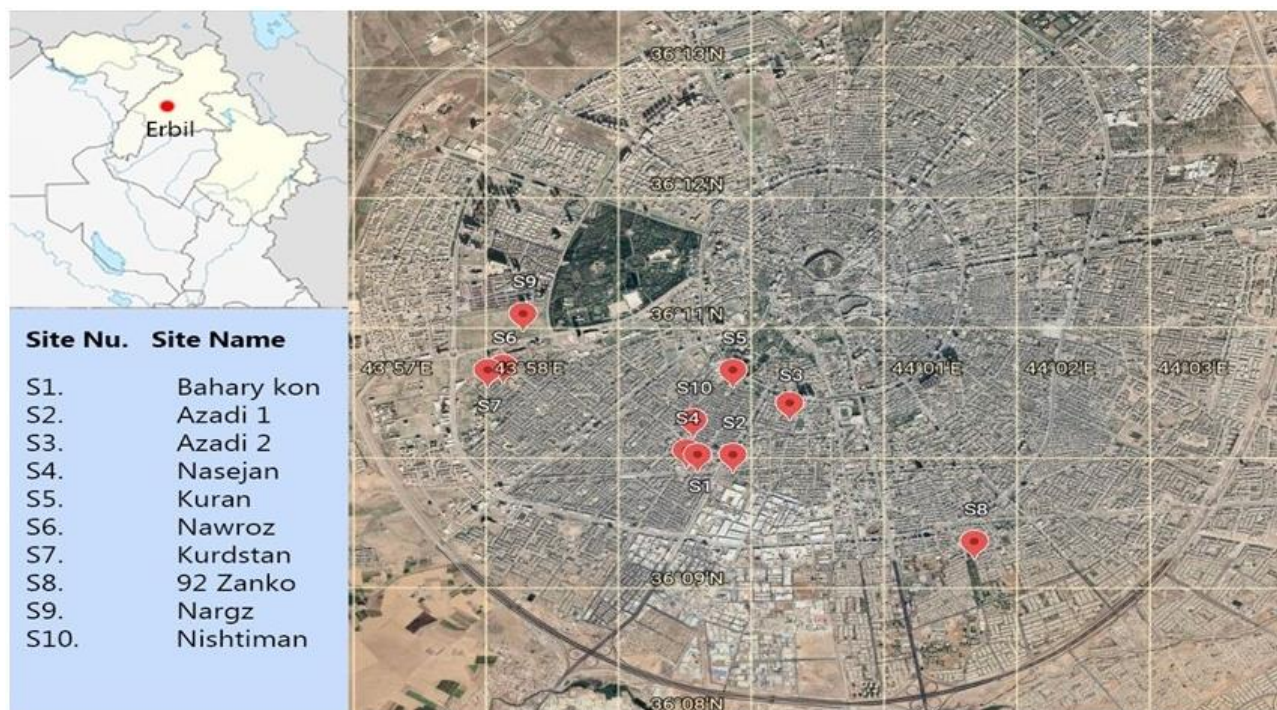 Erbil
Site Nu. Site Name
S1. Bahary kon
S2. Azadi 1
S3. Azadi 2
S4. Nasejan
S5. Kuran
S6. Nawroz
S7. Kurdstan
S8. 92 Zanko
S9. Nargz
S10. Nishtiman
36°13'N
36°12'N
S9
36°11'N
S6
S5
43°57'E 43°58'E 44°01'E 44°02'E 44°03'E
S10
S3
S7
S4
S2
S1
S8
36°09'N
36°08'N